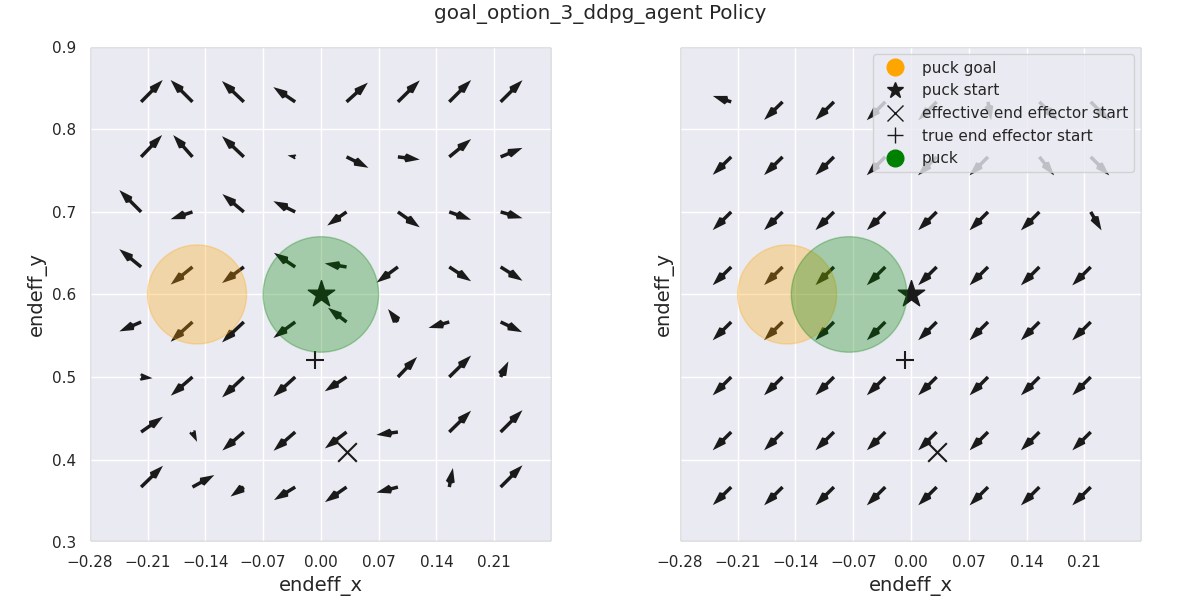 goal_option_3_ddpg_agent Policy
0.9
0.8
0.7
0.6
0.5
0.4
0.3
endeff_y
−0.28 −0.21 −0.14 −0.07 0.00 0.07 0.14 0.21
endeff_x
puck goal
puck start
effective end effector start
true end effector start
puck
endeff_y
−0.28 −0.21 −0.14 −0.07 0.00 0.07 0.14 0.21
endeff_x